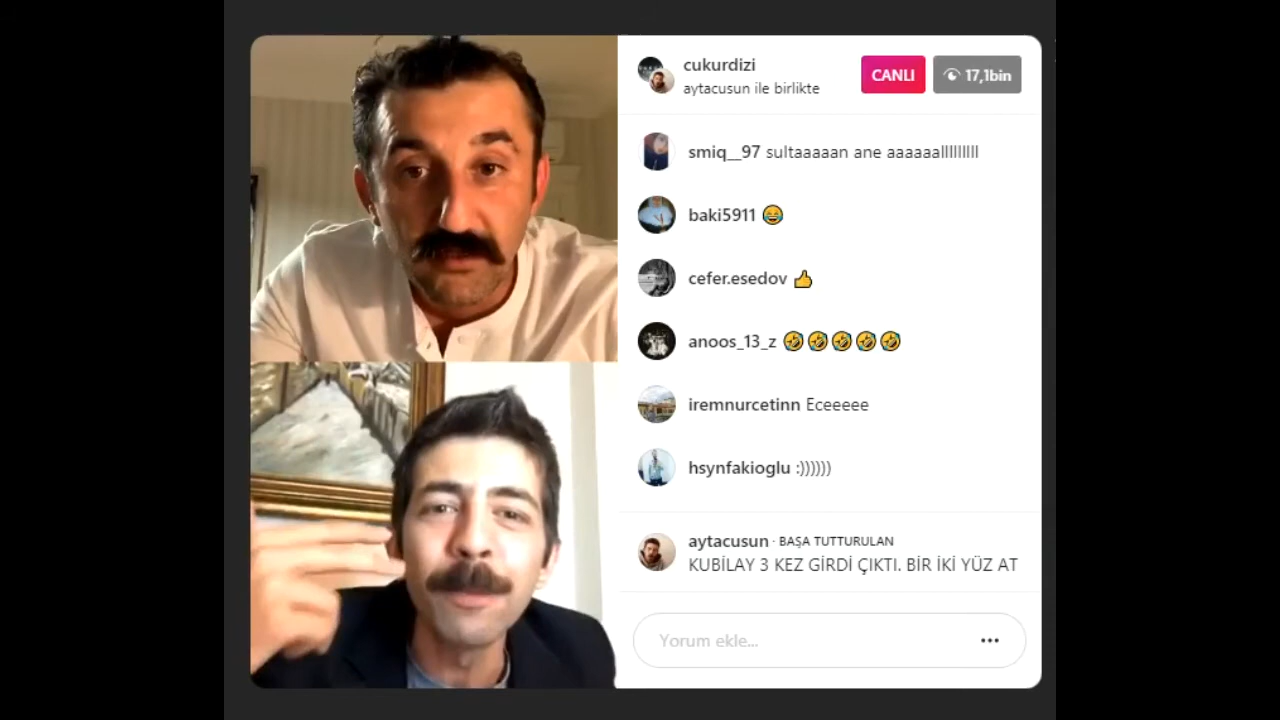 cukurdizi
aytacusun ile birlikte
CANLI
17,1bin
smiq__97 sultaaaaan ane aaaaaalllllllll
baki5911 😂
cefer.esedov 👍
anoos_13_z 🤣🤣🤣🤣🤣
iremnurcetinn Eceeeee
hsynfakioglu :))))))
aytacusun · BAŞA TUTTURULAN
KUBİLAY 3 KEZ GİRDİ ÇIKTI. BİR İKİ YÜZ AT
Yorum ekle...